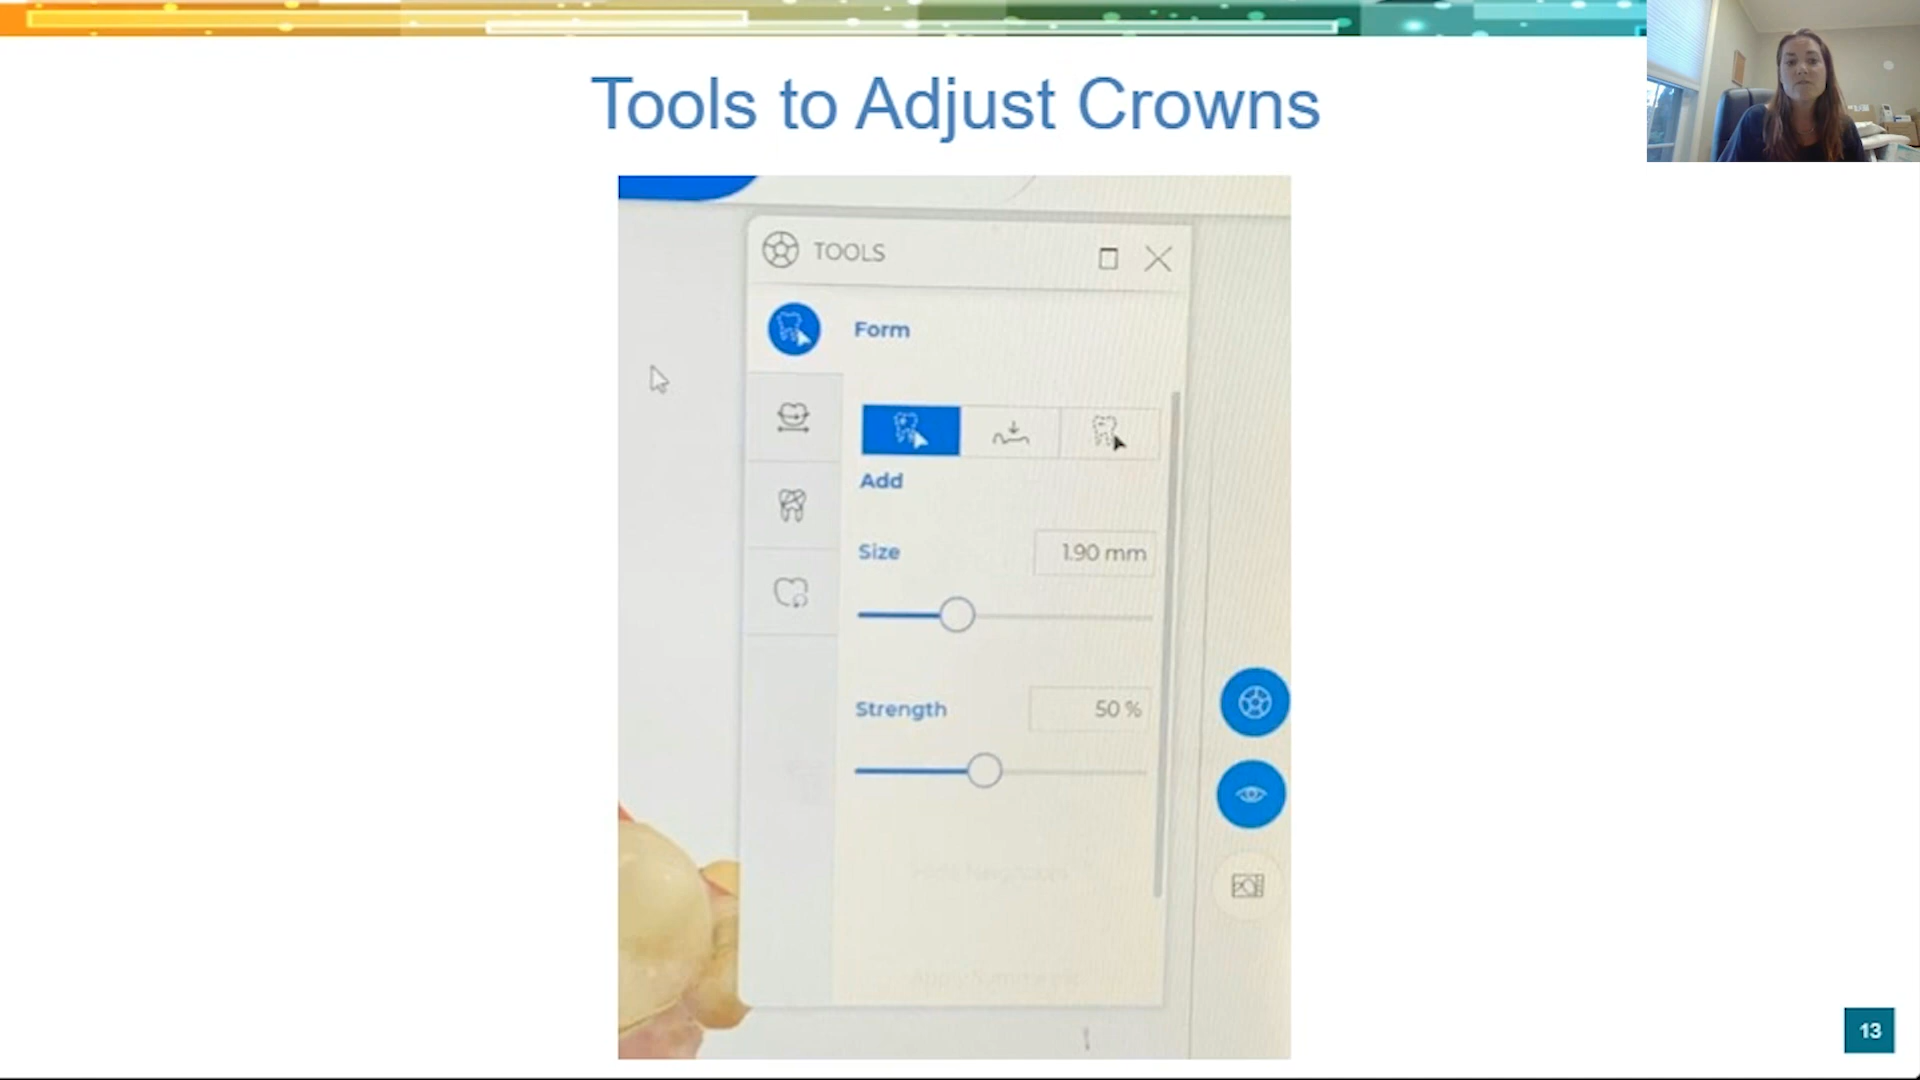 Tools to Adjust Crowns
TOOLS
Form
Add
Size
1.90 mm
Strength
50 %
13